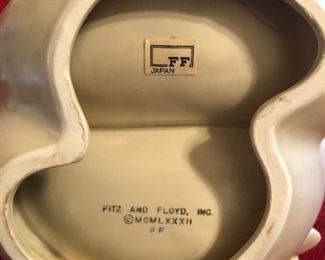 FF
JAPAN
FITZ AND FLOYD, INC.
©MCMLXXXII
FF